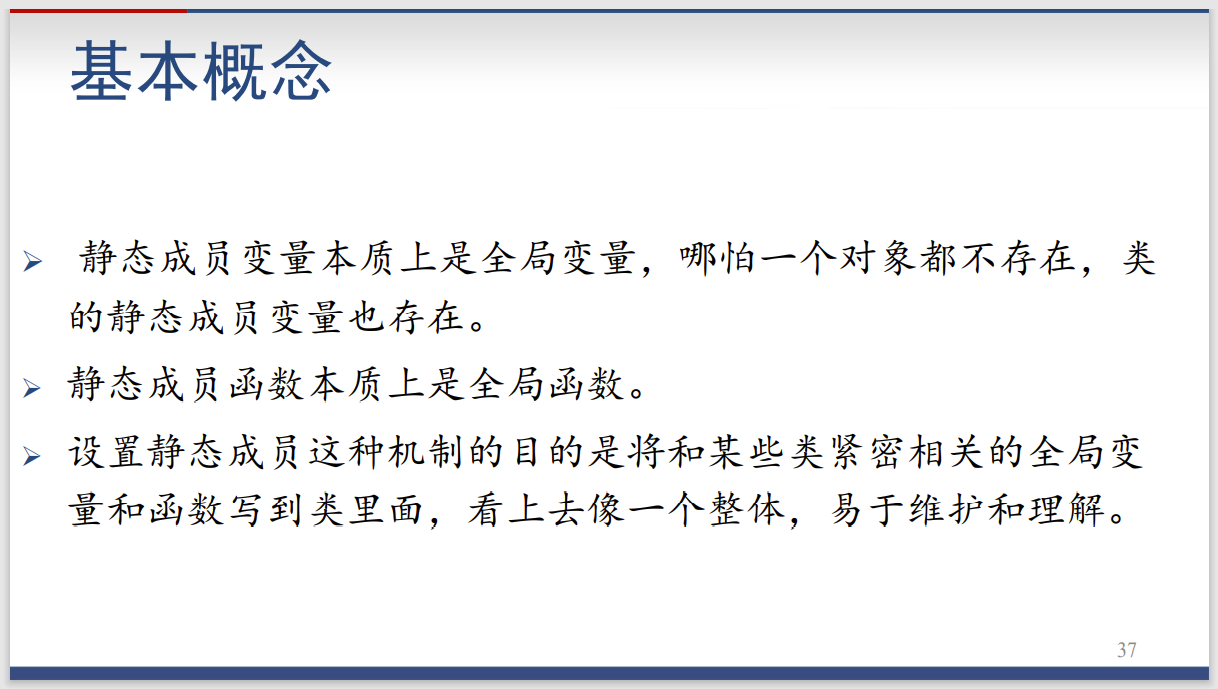 基本概念
静态成员变量本质上是全局变量，哪怕一个对象都不存在，类
的静态成员变量也存在。
静态成员函数本质上是全局函数。
设置静态成员这种机制的目的是将和某些类紧密相关的全局变
量和函数写到类里面，看上去像一个整体，易于维护和理解。
37